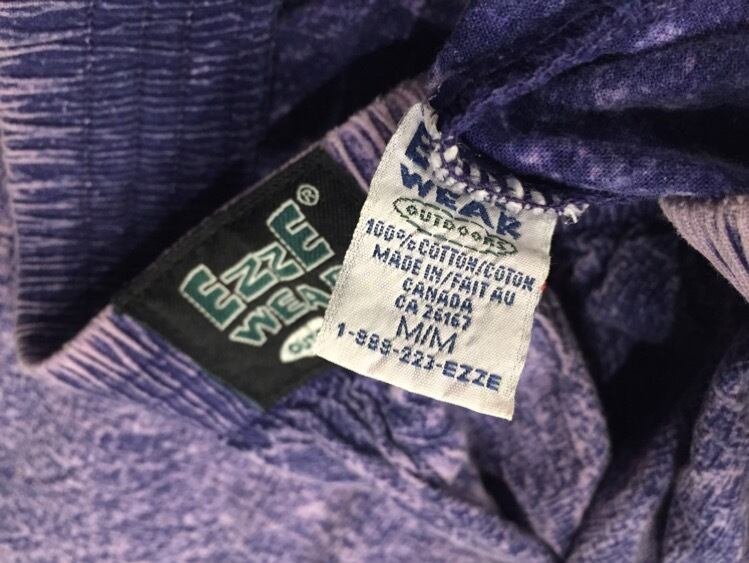 EZZE®
WEAR
WEAR
OUTDOORS
100% COTTON/COTON
MADE IN/FAIT AU
CANADA
CA 26167
M/M
1-888-223-EZZE